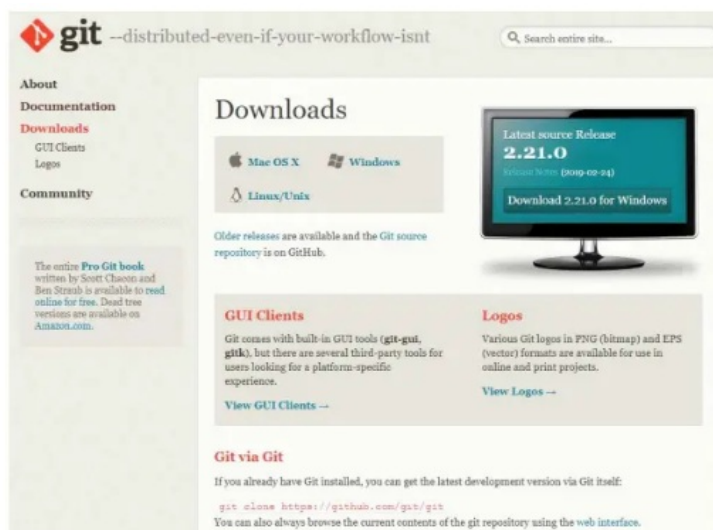 git --distributed-even-if-your-workflow-isnt
Search entire site...
About
Documentation
Downloads
GUI Clients
Logos
Community
The entire Pro Git book
written by Scott Chacon and
Ben Straub is available to read
online for free. Dead tree
versions are available on
Amazon.com.
Downloads
Mac OS X
Windows
Linux/Unix
Older releases are available and the Git source
repository is on GitHub.
Latest source Release
2.21.0
Release Notes (2019-02-24)
Download 2.21.0 for Windows
GUI Clients
Git comes with built-in GUI tools (git-gui,
gitk), but there are several third-party tools for
users looking for a platform-specific
experience.
View GUI Clients →
Logos
Various Git logos in PNG (bitmap) and EPS
(vector) formats are available for use in
online and print projects.
View Logos →
Git via Git
If you already have Git installed, you can get the latest development version via Git itself:
git clone https://github.com/git/git
You can also always browse the current contents of the git repository using the web interface.